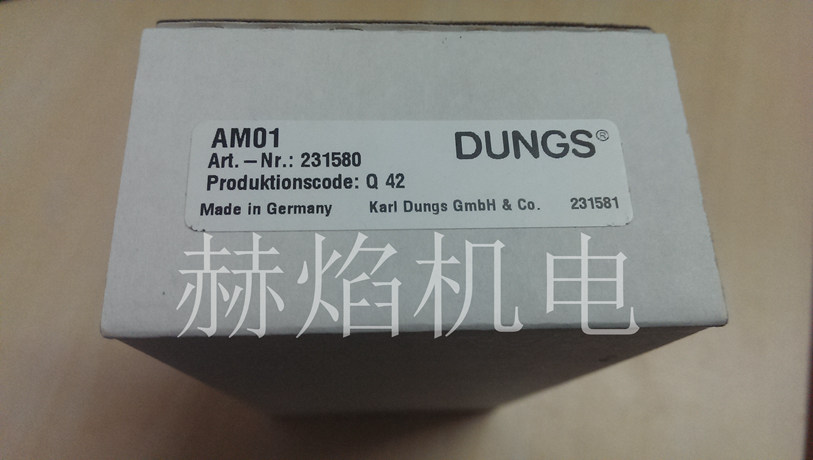 AM01
DUNGS®
Art.-Nr.: 231580
Produktionscode: Q 42
Made in Germany Karl Dungs GmbH & Co. 231581
赫焰机电